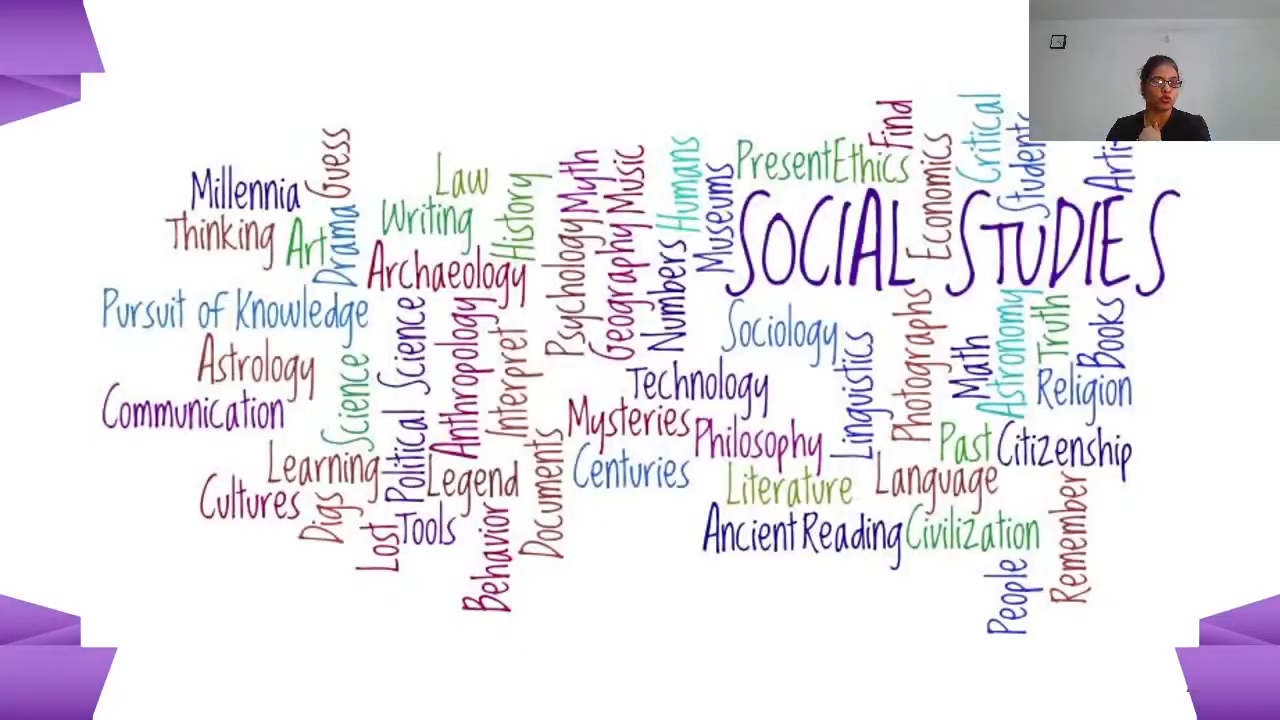 Millennia
Guess
Thinking
Art
Drama
Law
Writing
History
Archaeology
Psychology
Myth
Geography
Music
Humans
Numbers
Museums
Present
Ethics
Find
Economics
Critical
Students
SOCIAL STUDIES
Pursuit of Knowledge
Astrology
Communication
Science
Political Science
Anthropology
Interpret
Learning
Cultures
Digs
Lost
Tools
Legend
Behavior
Documents
Sociology
Technology
Mysteries
Centuries
Philosophy
Linguistics
Photographs
Math
Astronomy
Truth
Books
Religion
Past
Citizenship
Literature
Language
Ancient
Reading
Civilization
People
Remember